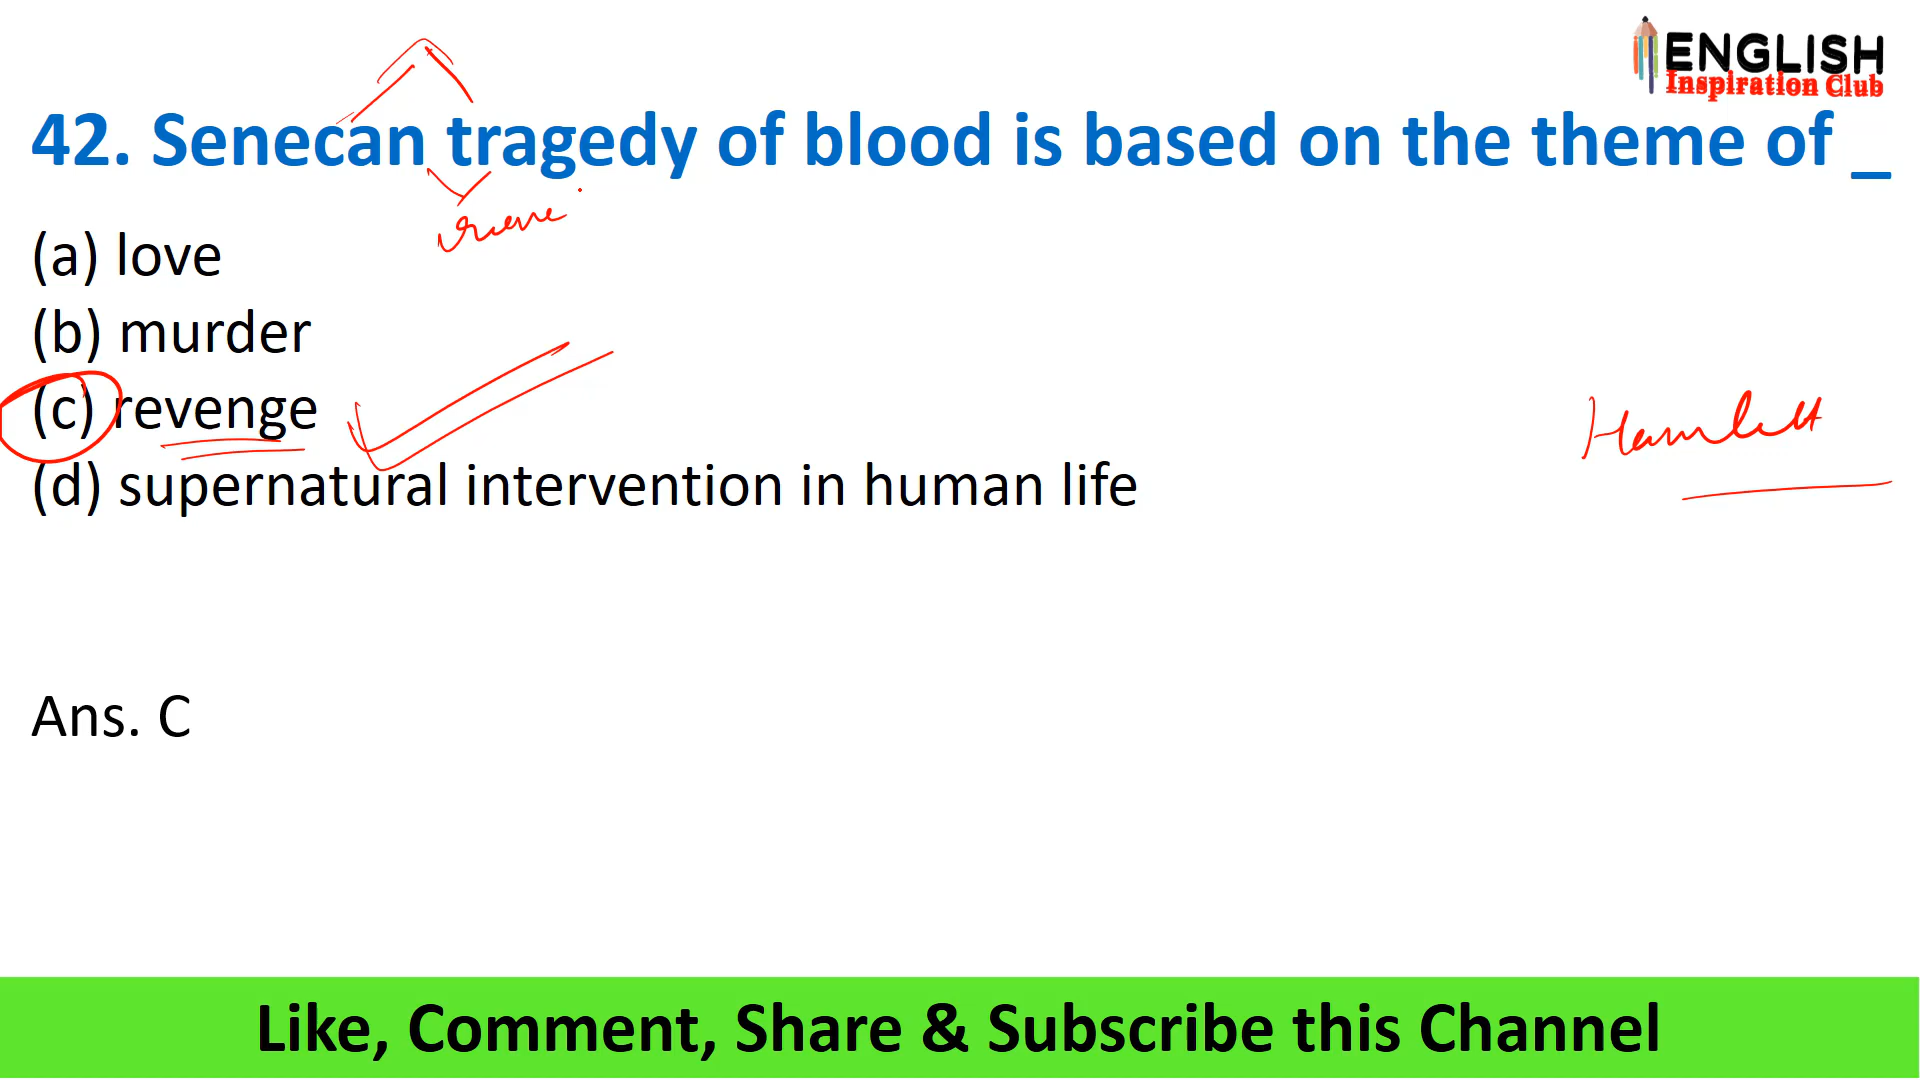 ENGLISH
Inspiration Club
42. Senecan tragedy of blood is based on the theme of _
(a) love
(b) murder
(c) revenge
Hamlet
(d) supernatural intervention in human life
Ans. C
Like, Comment, Share & Subscribe this Channel